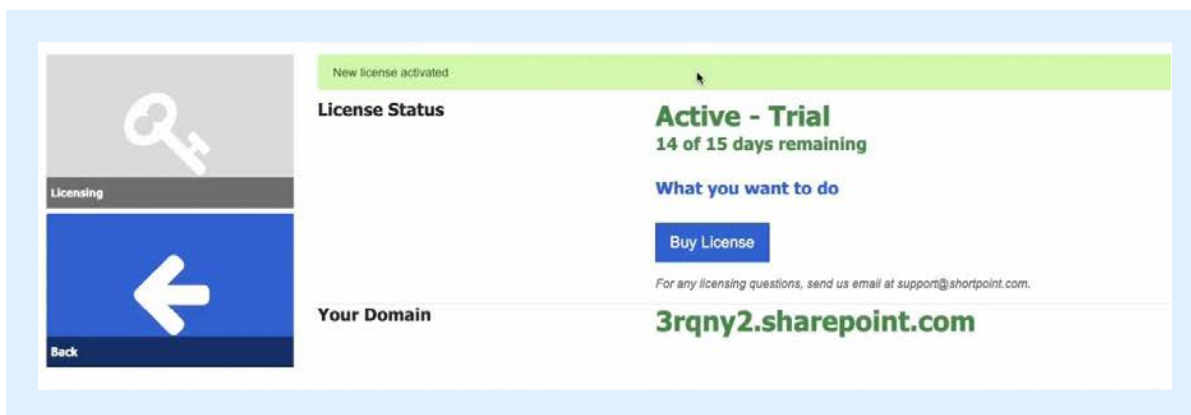 New license activated
License Status
Active - Trial
14 of 15 days remaining
Licensing
What you want to do
Buy License
For any licensing questions, send us email at support@shortpoint.com.
Your Domain
3rqny2.sharepoint.com
Back